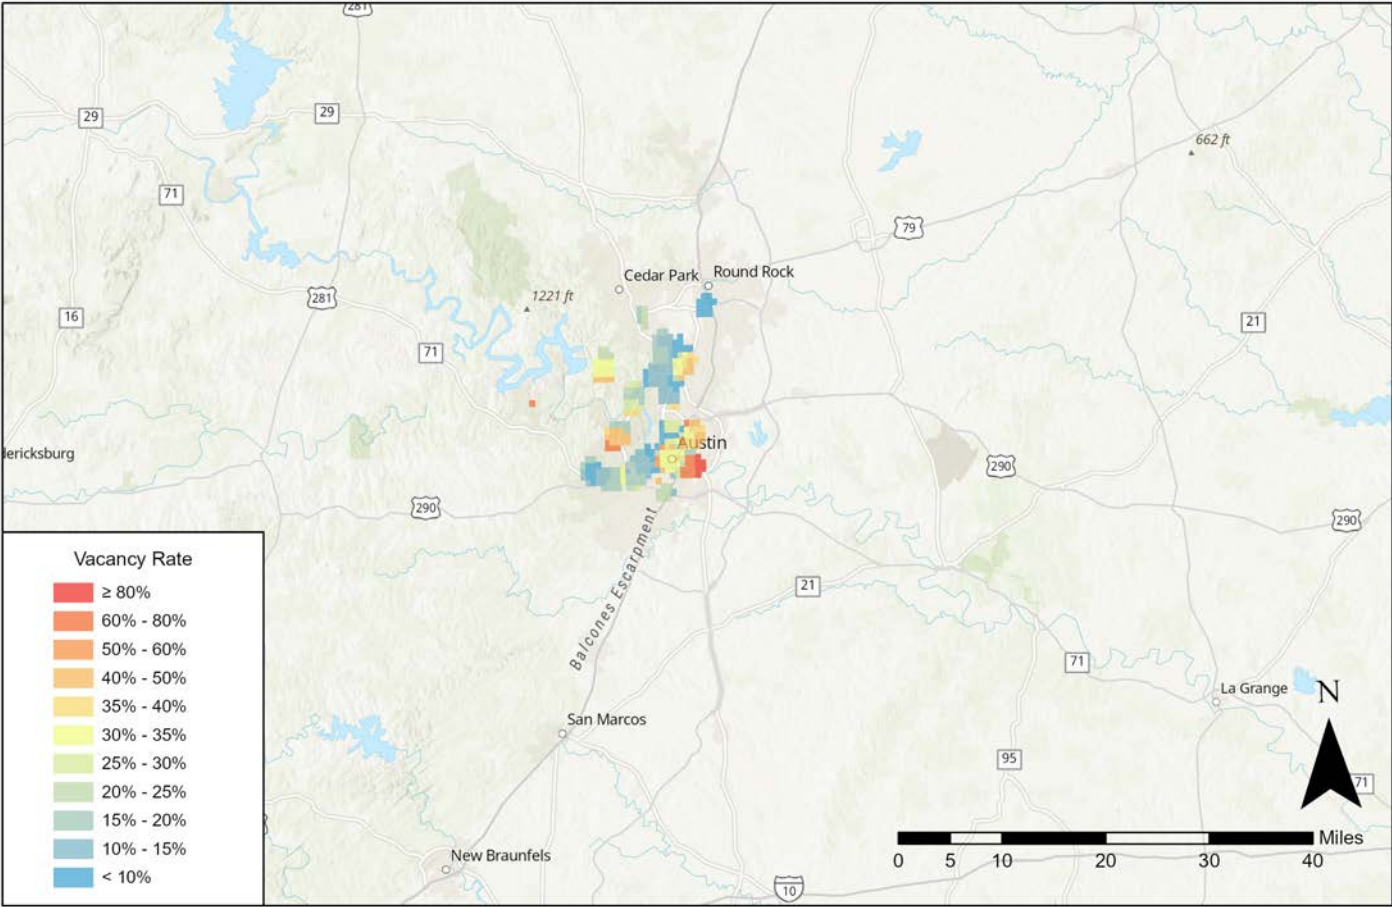 281
29
29
662 ft
71
79
Cedar Park
Round Rock
1221 ft
281
16
21
71
Austin
290
290
290
Balcones Escarpment
21
71
La Grange
N
San Marcos
95
71
New Braunfels
10
Vacancy Rate
≥ 80%
60% - 80%
50% - 60%
40% - 50%
35% - 40%
30% - 35%
25% - 30%
20% - 25%
15% - 20%
10% - 15%
< 10%
Miles
0 5 10 20 30 40